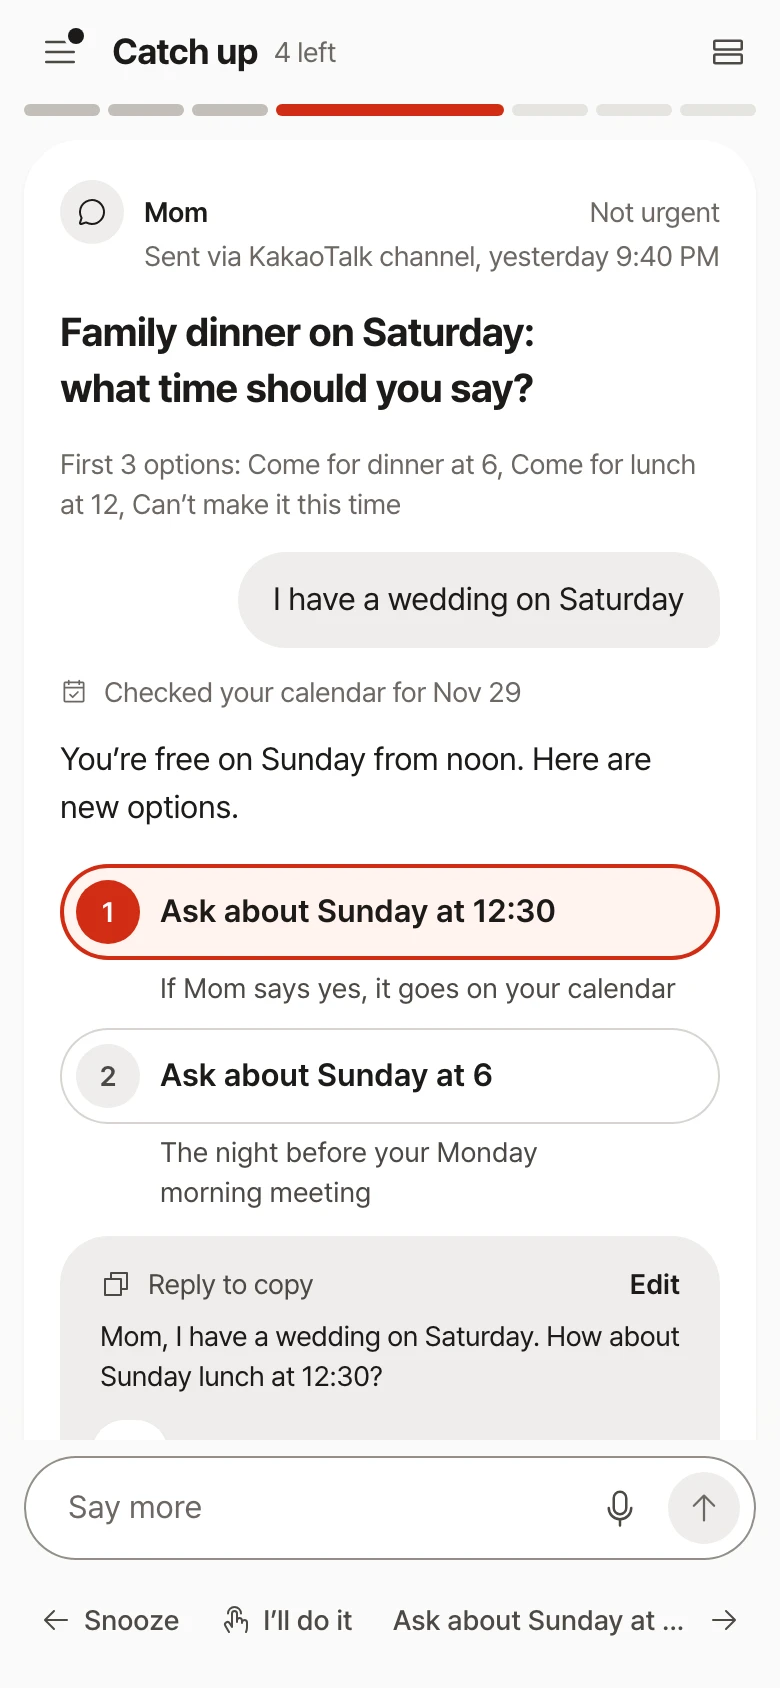 Catch up 4 left
Mom
Not urgent
Sent via KakaoTalk channel, yesterday 9:40 PM
Family dinner on Saturday:
what time should you say?
First 3 options: Come for dinner at 6, Come for lunch
at 12, Can’t make it this time
I have a wedding on Saturday
Checked your calendar for Nov 29
You’re free on Sunday from noon. Here are
new options.
1 Ask about Sunday at 12:30
If Mom says yes, it goes on your calendar
2 Ask about Sunday at 6
The night before your Monday
morning meeting
Reply to copy
Edit
Mom, I have a wedding on Saturday. How about
Sunday lunch at 12:30?
Say more
Snooze
I’ll do it
Ask about Sunday at ...